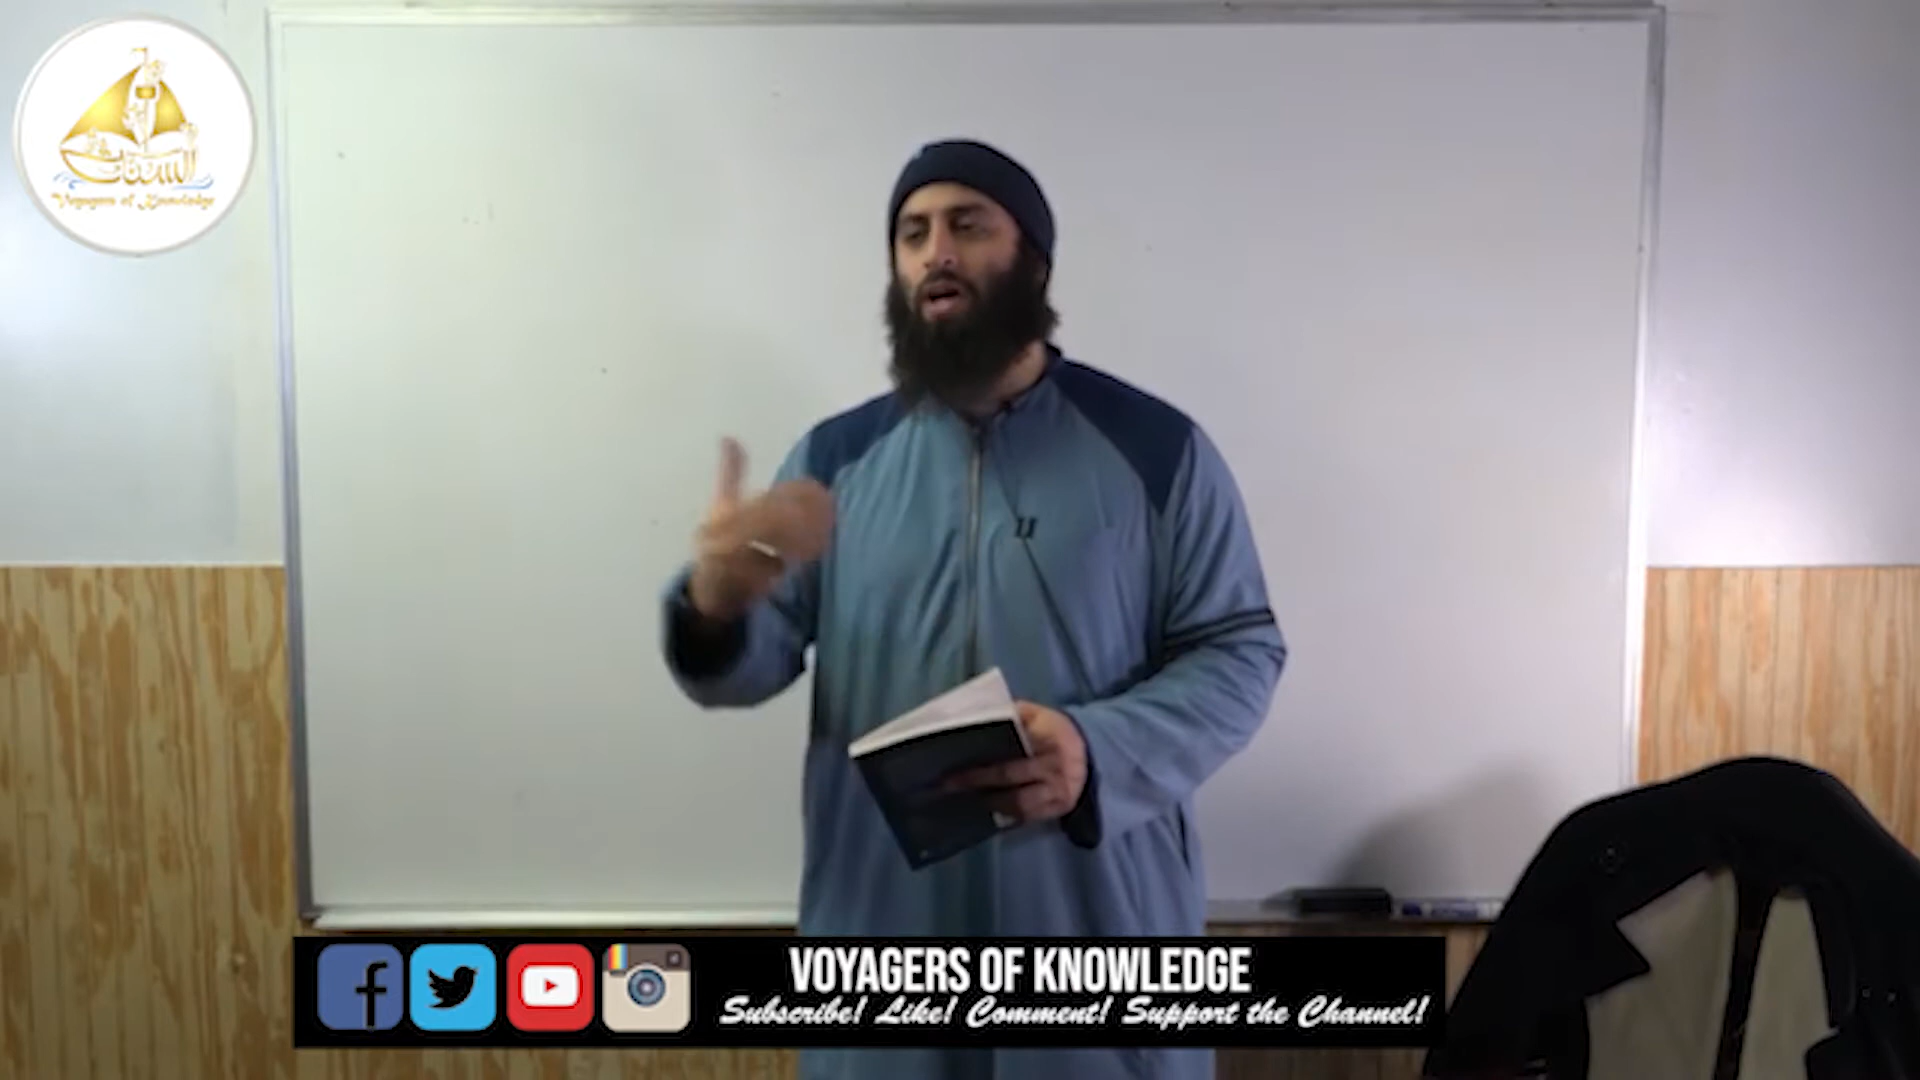 Voyagers of Knowledge
VOYAGERS OF KNOWLEDGE
Subscribe! Like! Comment! Support the Channel!